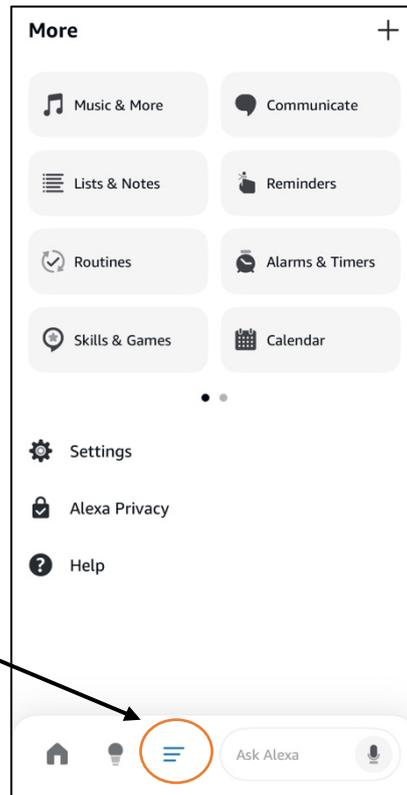 More
Music & More
Communicate
Lists & Notes
Reminders
Routines
Alarms & Timers
Skills & Games
Calendar
Settings
Alexa Privacy
Help
Ask Alexa